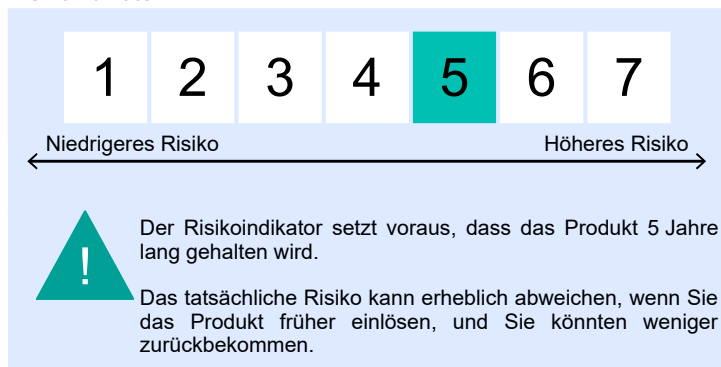 1 2 3 4 5 6 7
Niedrigeres Risiko Höheres Risiko
!
Der Risikoindikator setzt voraus, dass das Produkt 5 Jahre
lang gehalten wird.
Das tatsächliche Risiko kann erheblich abweichen, wenn Sie
das Produkt früher einlösen, und Sie könnten weniger
zurückbekommen.